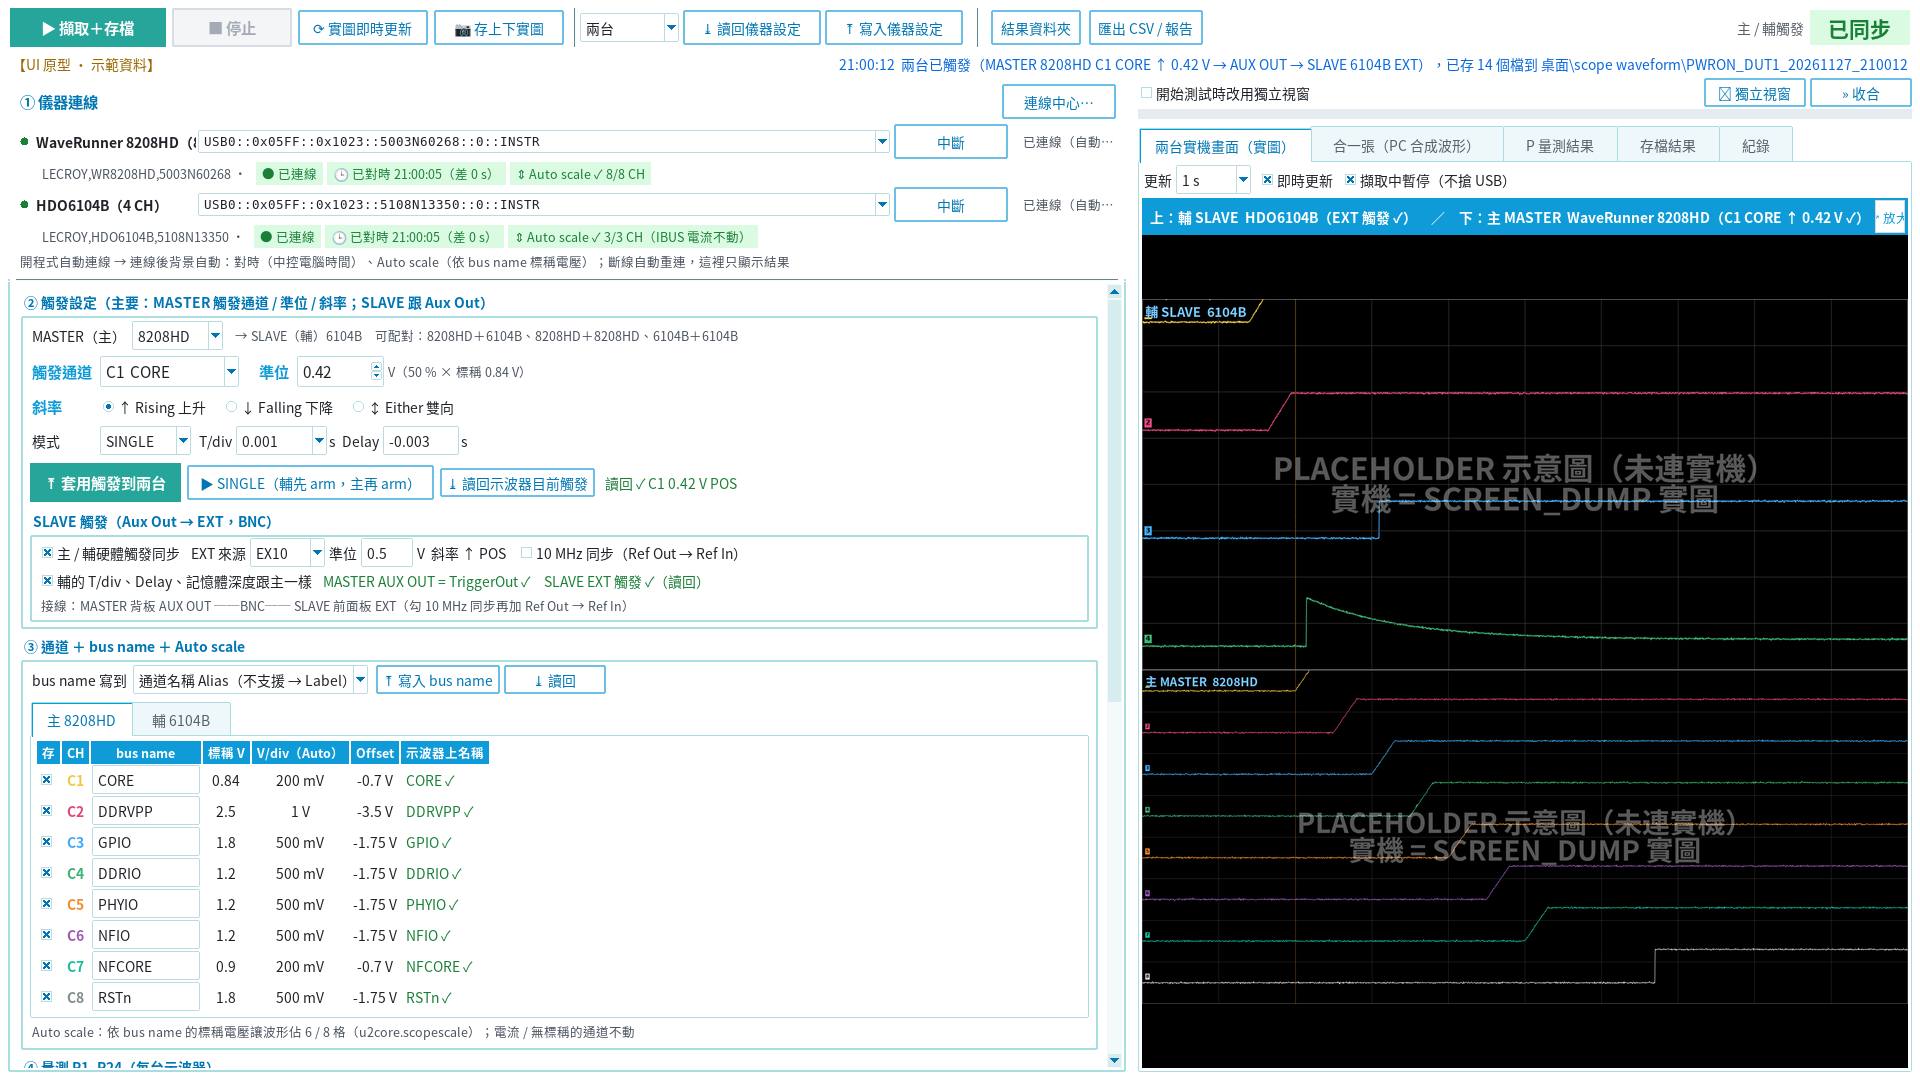 ▶ 擷取＋存檔
■ 停止
⟳ 實圖即時更新
📷 存上下實圖
兩台
⤓ 讀回儀器設定
⤒ 寫入儀器設定
結果資料夾
匯出 CSV / 報告
主 / 輔觸發
已同步
【UI 原型 · 示範資料】
21:00:12 兩台已觸發（MASTER 8208HD C1 CORE ↑ 0.42 V → AUX OUT → SLAVE 6104B EXT），已存 14 個檔到 桌面\scope waveform\PWRON_DUT1_20261127_210012
① 儀器連線
連線中心…
WaveRunner 8208HD（
USB0::0x05FF::0x1023::5003N60268::0::INSTR
中斷
已連線（自動…
LECROY,WR8208HD,5003N60268 ·
● 已連線
🕒 已對時 21:00:05（差 0 s）
⇕ Auto scale ✓ 8/8 CH
HDO6104B（4 CH）
USB0::0x05FF::0x1023::5108N13350::0::INSTR
中斷
已連線（自動…
LECROY,HDO6104B,5108N13350 ·
● 已連線
🕒 已對時 21:00:05（差 0 s）
⇕ Auto scale ✓ 3/3 CH（IBUS 電流不動）
開程式自動連線 → 連線後背景自動：對時（中控電腦時間）、Auto scale（依 bus name 標稱電壓）；斷線自動重連，這裡只顯示結果
② 觸發設定（主要：MASTER 觸發通道 / 準位 / 斜率；SLAVE 跟 Aux Out）
MASTER（主）
8208HD
→ SLAVE（輔）6104B 可配對：8208HD＋6104B、8208HD＋8208HD、6104B＋6104B
觸發通道
C1 CORE
準位
0.42
V（50 % × 標稱 0.84 V）
斜率
↑ Rising 上升
↓ Falling 下降
↕ Either 雙向
模式
SINGLE
T/div
0.001
s
Delay
-0.003
s
⤒ 套用觸發到兩台
▶ SINGLE（輔先 arm，主再 arm）
⤓ 讀回示波器目前觸發
讀回 ✓ C1 0.42 V POS
SLAVE 觸發（Aux Out → EXT，BNC）
主 / 輔硬體觸發同步
EXT 來源
EX10
準位
0.5
V 斜率 ↑ POS
10 MHz 同步（Ref Out → Ref In）
輔的 T/div、Delay、記憶體深度跟主一樣
MASTER AUX OUT = TriggerOut ✓
SLAVE EXT 觸發 ✓（讀回）
接線：MASTER 背板 AUX OUT ───BNC─── SLAVE 前面板 EXT（勾 10 MHz 同步再加 Ref Out → Ref In）
③ 通道 ＋ bus name ＋ Auto scale
bus name 寫到
通道名稱 Alias（不支援 → Label）
⤒ 寫入 bus name
⤓ 讀回
主 8208HD
輔 6104B
存 CH bus name 標稱 V V/div（Auto） Offset 示波器上名稱
C1 CORE 0.84 200 mV -0.7 V CORE ✓
C2 DDRVPP 2.5 1 V -3.5 V DDRVPP ✓
C3 GPIO 1.8 500 mV -1.75 V GPIO ✓
C4 DDRIO 1.2 500 mV -1.75 V DDRIO ✓
C5 PHYIO 1.2 500 mV -1.75 V PHYIO ✓
C6 NFIO 1.2 500 mV -1.75 V NFIO ✓
C7 NFCORE 0.9 200 mV -0.7 V NFCORE ✓
C8 RSTn 1.8 500 mV -1.75 V RSTn ✓
Auto scale：依 bus name 的標稱電壓讓波形佔 6 / 8 格（u2core.scopescale）；電流 / 無標稱的通道不動
④ 量測 P1–P24（每台示波器）
開始測試時改用獨立視窗
獨立視窗
» 收合
兩台實機畫面（實圖）
合一張（PC 合成波形）
P 量測結果
存檔結果
紀錄
更新
1 s
即時更新
擷取中暫停（不搶 USB）
上：輔 SLAVE HDO6104B（EXT 觸發 ✓） ／ 下：主 MASTER WaveRunner 8208HD（C1 CORE ↑ 0.42 V ✓）
輔 SLAVE 6104B
2
PLACEHOLDER 示意圖（未連實機）
實機 = SCREEN_DUMP 實圖
3
4
主 MASTER 8208HD
PLACEHOLDER 示意圖（未連實機）
實機 = SCREEN_DUMP 實圖